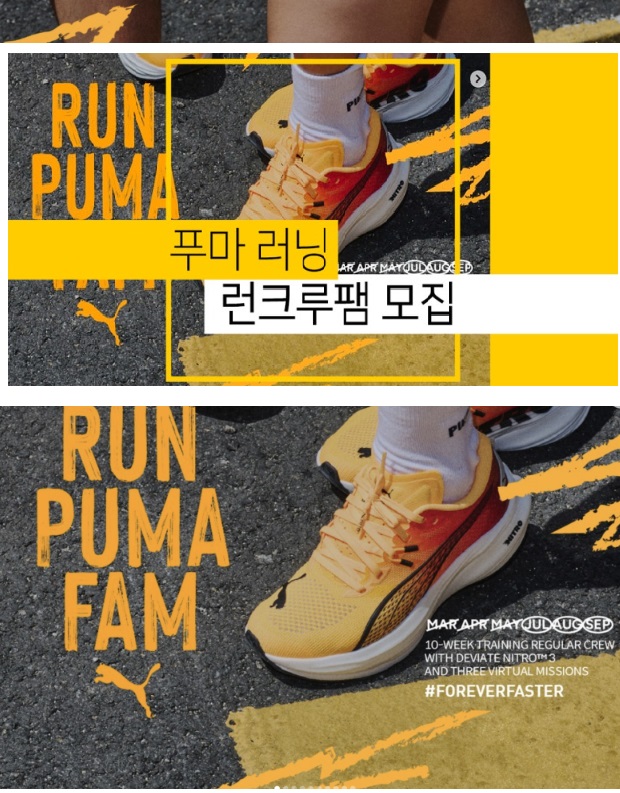 RUN
PUMA
FAM
푸마 러닝
MAR APR MAY JUL AUG SEP
런크루팸 모집
RUN
PUMA
FAM
NITRO
MAR APR MAY JUL AUG SEP
10-WEEK TRAINING REGULAR CREW
WITH DEVIATE NITRO™ 3
AND THREE VIRTUAL MISSIONS
#FOREVERFASTER